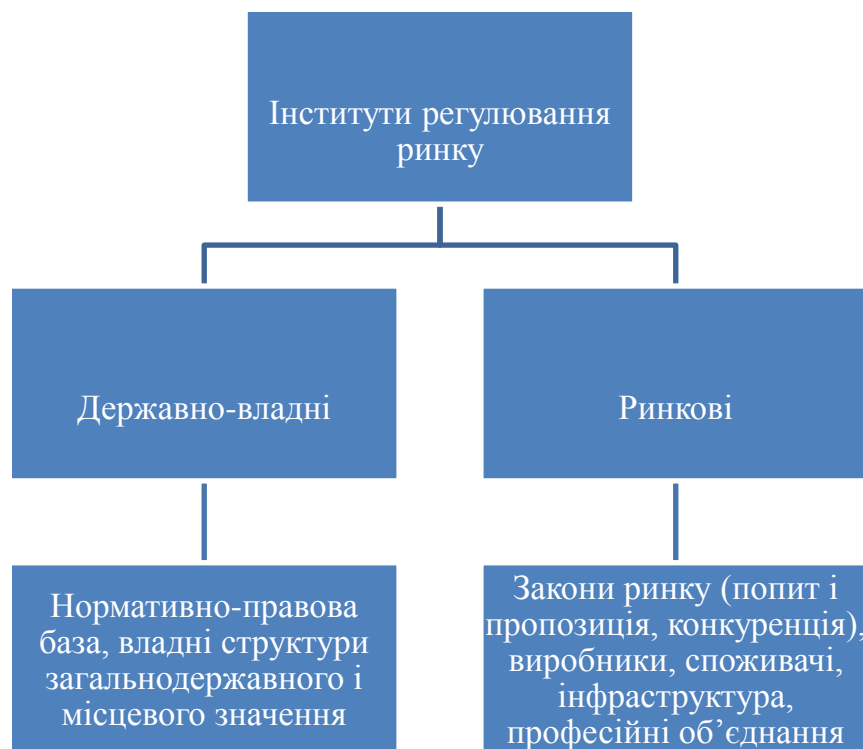 Інститути регулювання
ринку
Державно-владні
Ринкові
Нормативно-правова
база, владні структури
загальнодержавного і
місцевого значення
Закони ринку (попит і
пропозиція, конкуренція),
виробники, споживачі,
інфраструктура,
професійні об’єднання